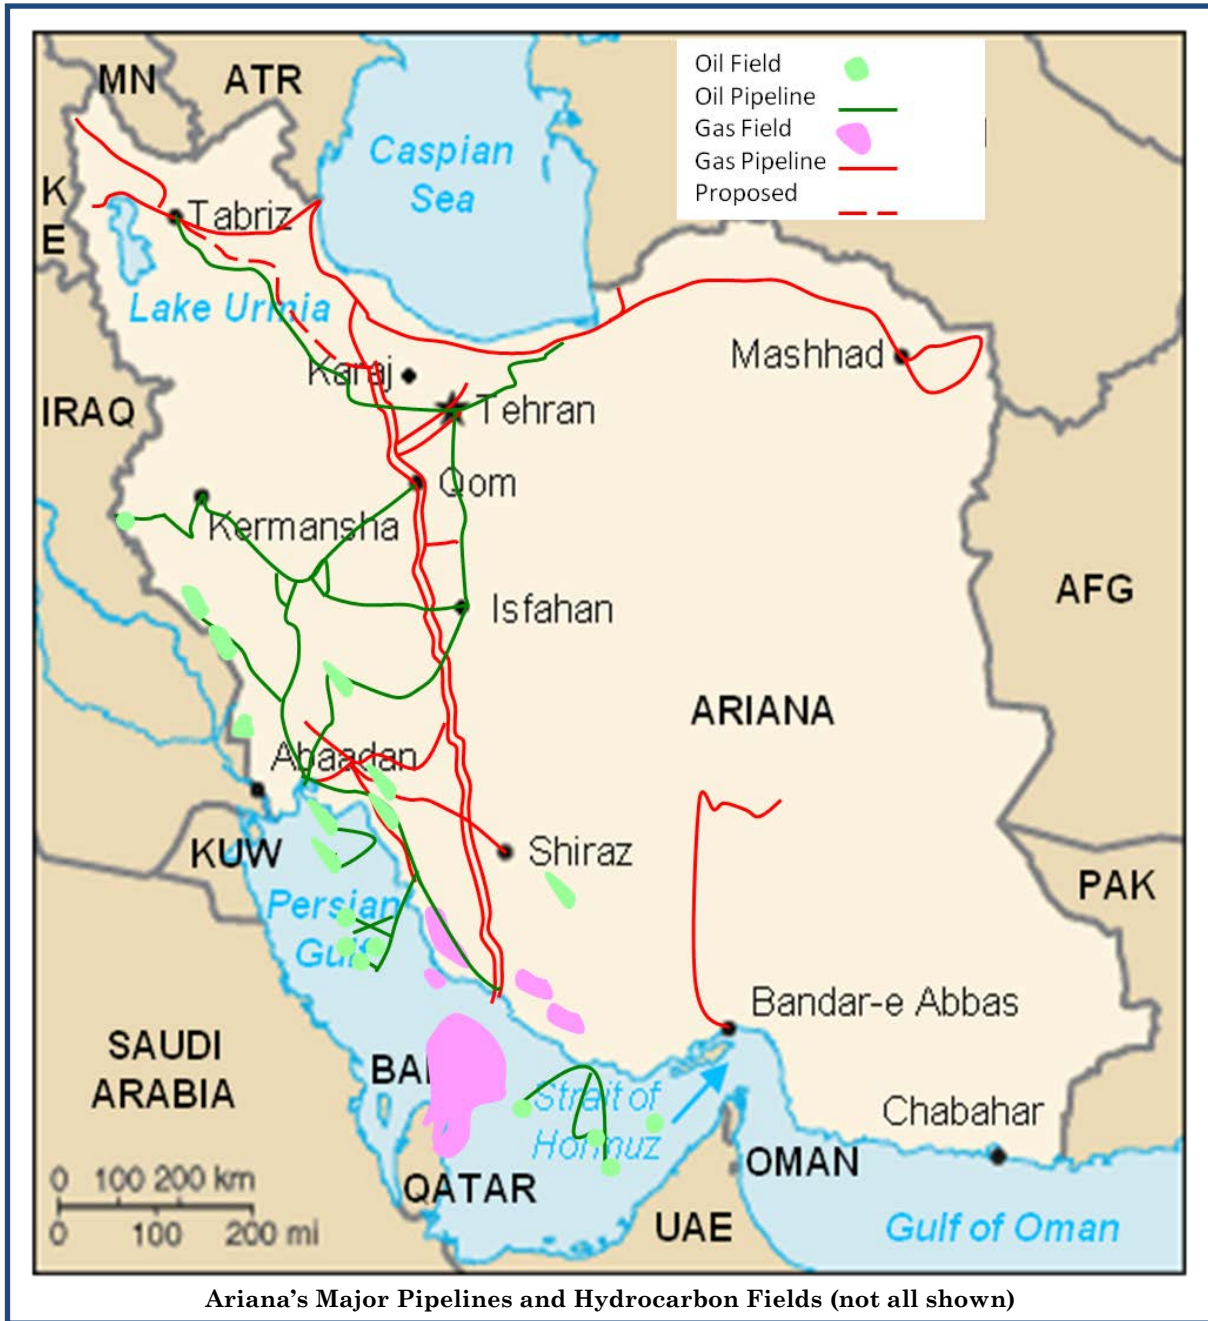 MN
ATR
Oil Field
Oil Pipeline
Gas Field
Gas Pipeline
Proposed
Caspian
Sea
K
E
Tabriz
Lake Urmia
Mashhad
Karaj
Tehran
IRAQ
Qom
Kermansha
AFG
Isfahan
ARIANA
Abaadan
KUW
Shiraz
PAK
Persian
Gulf
Bandar-e Abbas
SAUDI
ARABIA
BA
Strait of
Hormuz
Chabahar
OMAN
QATAR
UAE
Gulf of Oman
0 100 200 km
0 100 200 mi
Ariana’s Major Pipelines and Hydrocarbon Fields (not all shown)